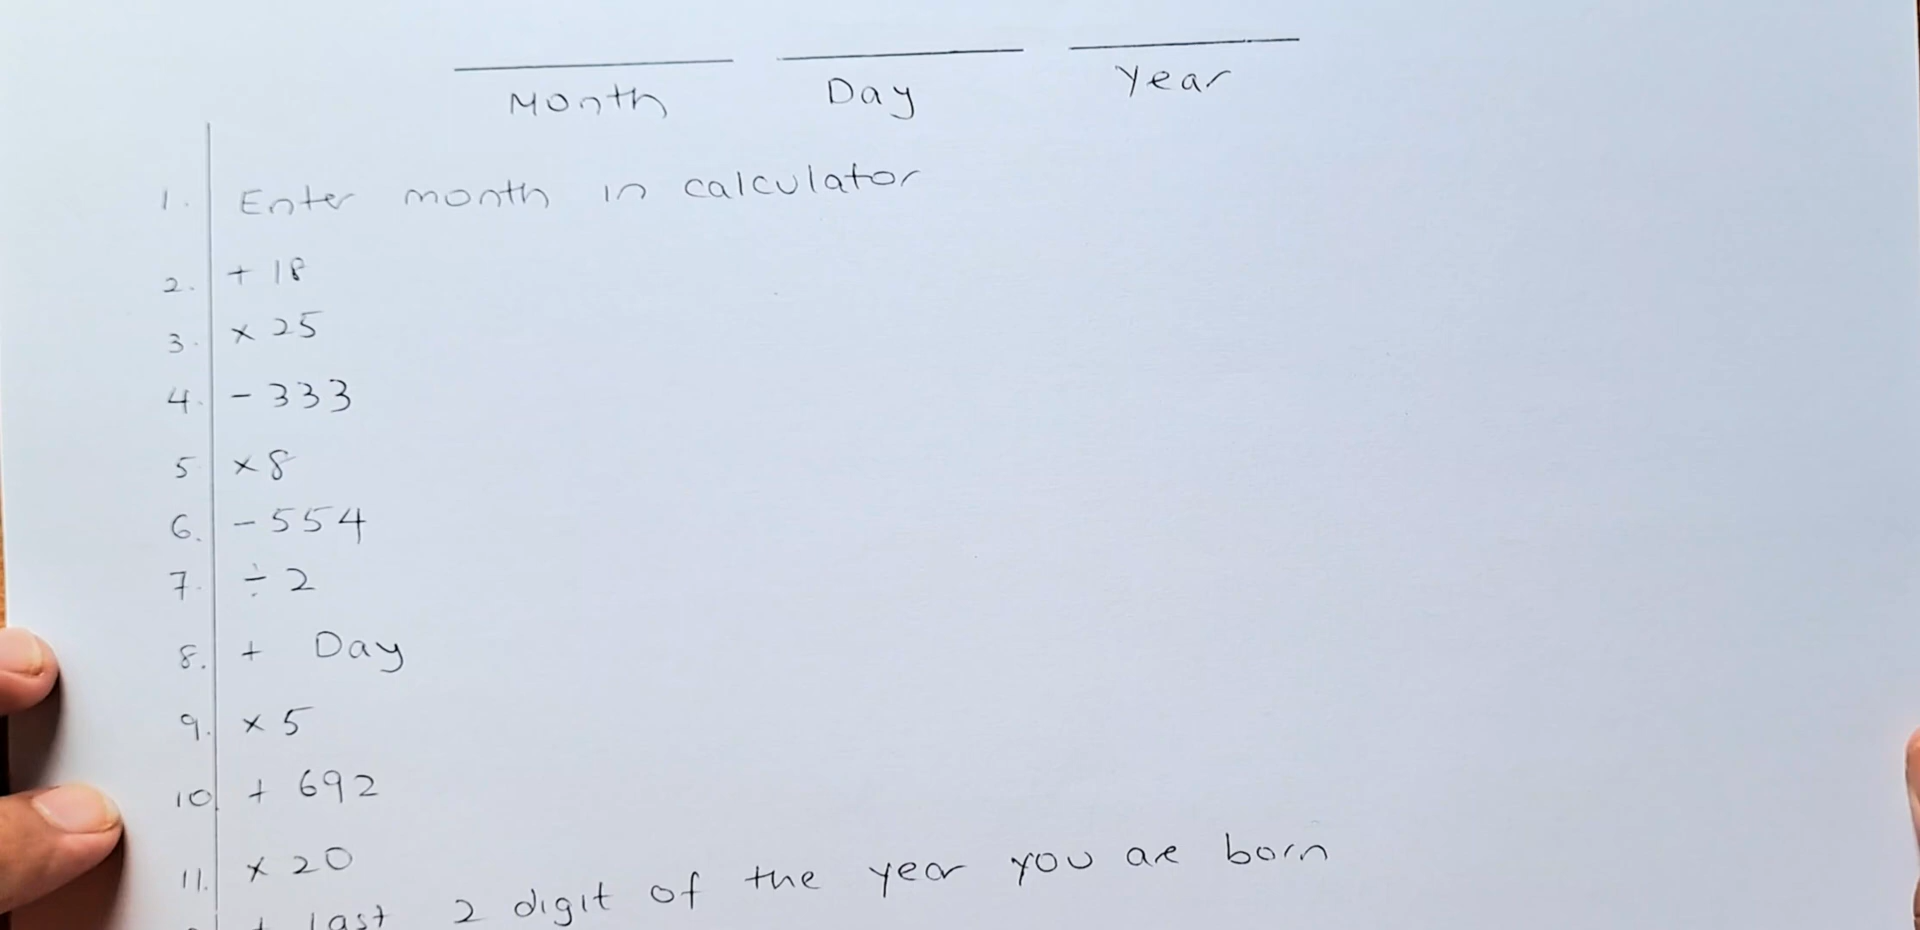 Month Day Year
1. Enter month in calculator
2. + 18
3. × 25
4. - 333
5 × 8
6. - 554
7. ÷ 2
8. + Day
9. × 5
10. + 692
11. × 20
+ last 2 digit of the year you are born